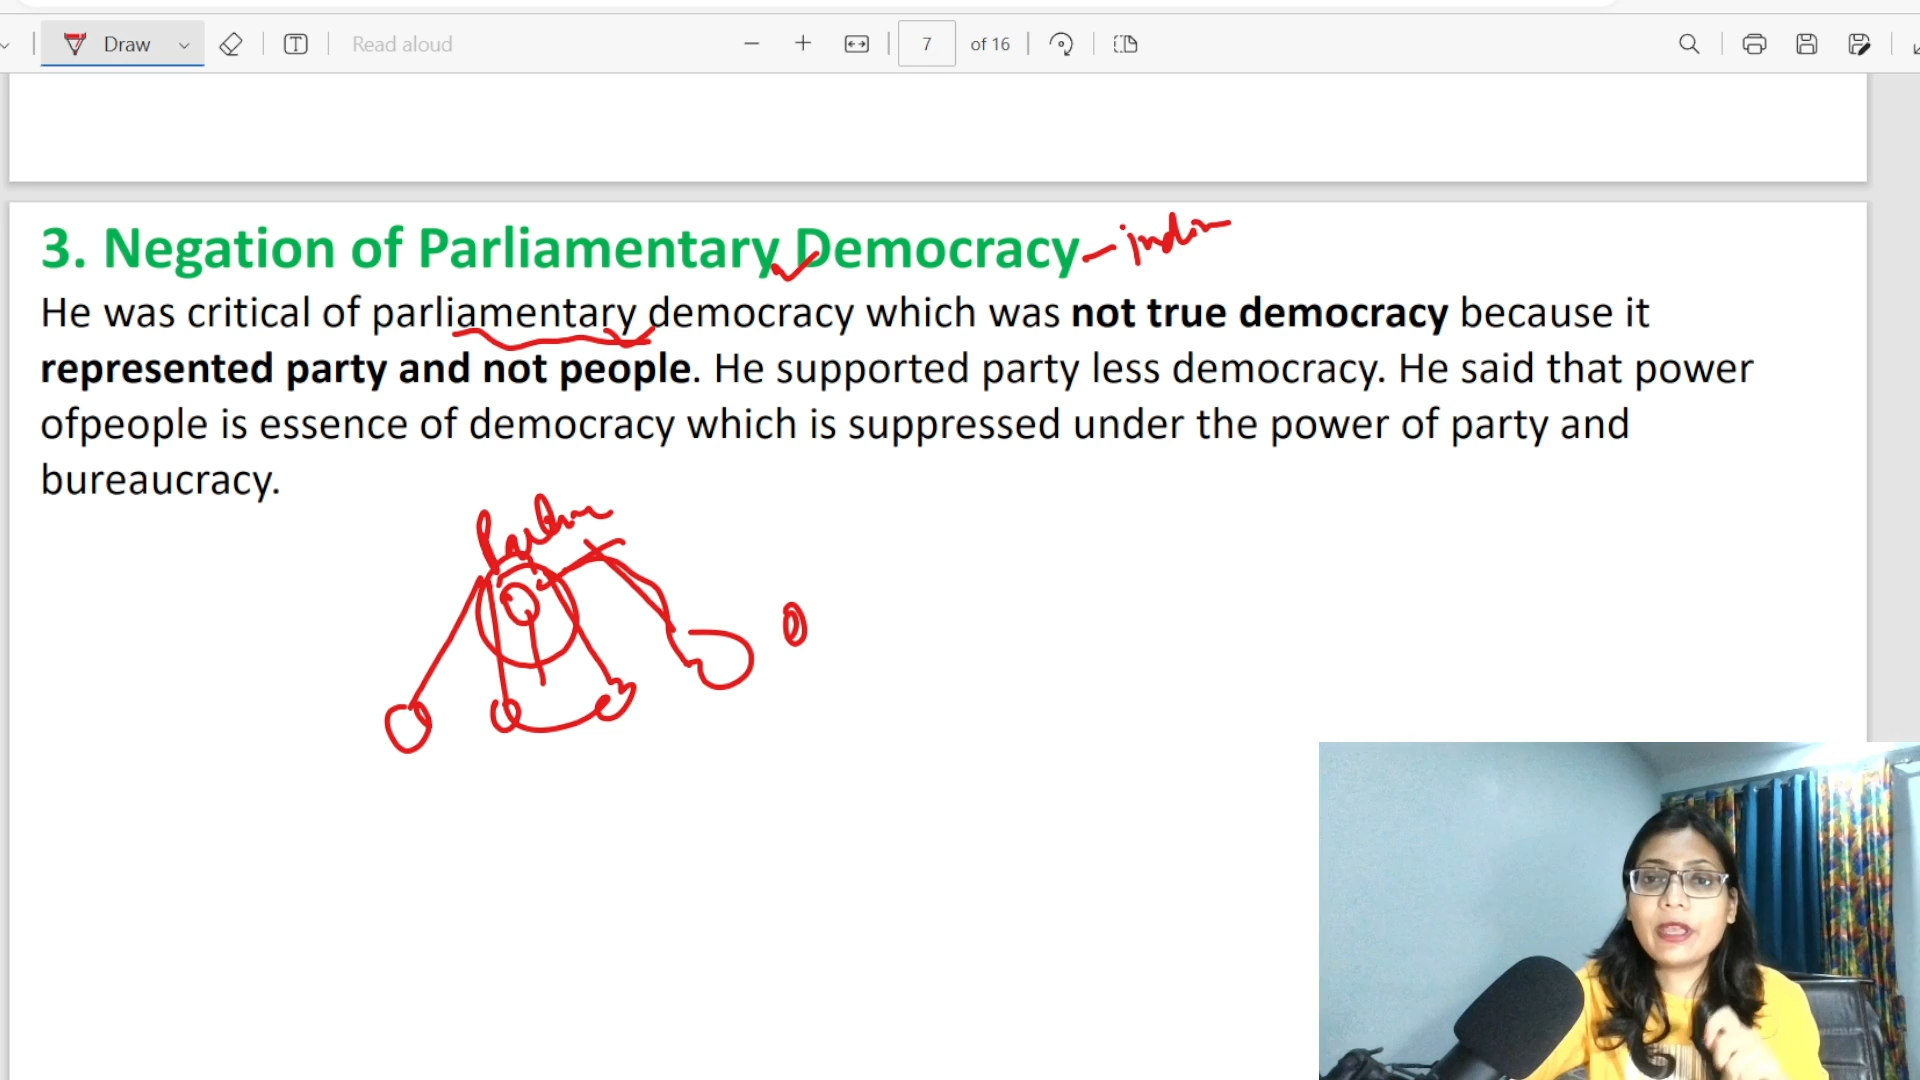 Draw
Read aloud
7 of 16
3. Negation of Parliamentary Democracy - india
He was critical of parliamentary democracy which was not true democracy because it
represented party and not people. He supported party less democracy. He said that power
ofpeople is essence of democracy which is suppressed under the power of party and
bureaucracy.